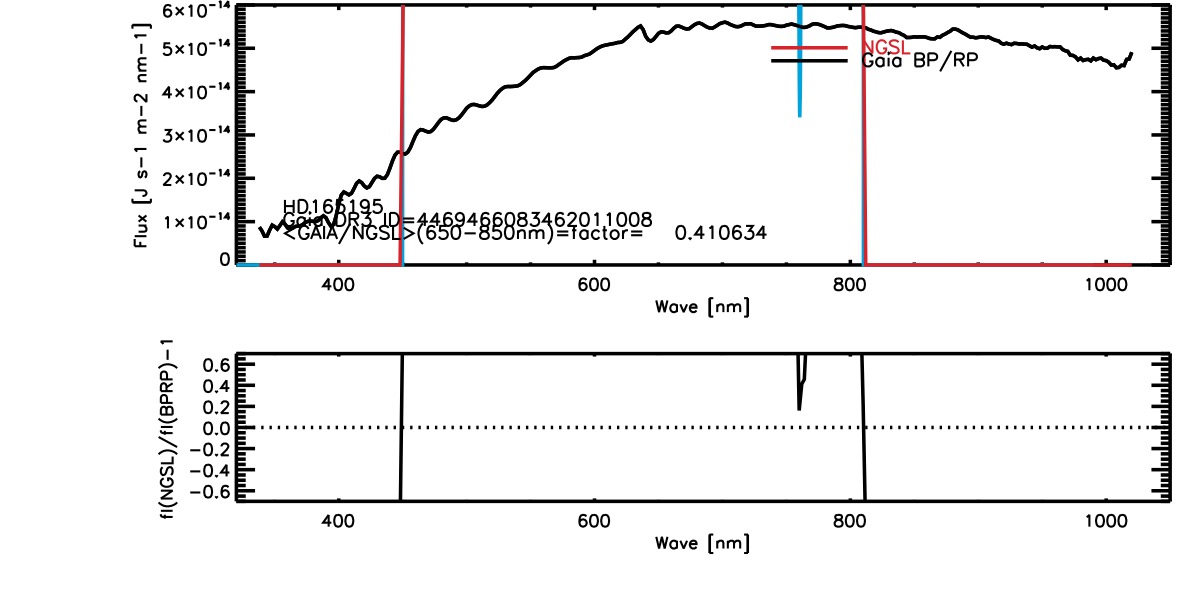 6×10⁻¹⁴
5×10⁻¹⁴
4×10⁻¹⁴
3×10⁻¹⁴
2×10⁻¹⁴
1×10⁻¹⁴
0
Flux [J s−1 m−2 nm−1]
NGSL
Gaia BP/RP
HD165195
Gaia DR3 ID=4469466083462011008
<GAIA/NGSL>(650−850nm)=factor= 0.410634
400 600 800 1000
Wave [nm]
fl(NGSL)/fl(BPRP)−1
0.6
0.4
0.2
0.0
−0.2
−0.4
−0.6
400 600 800 1000
Wave [nm]